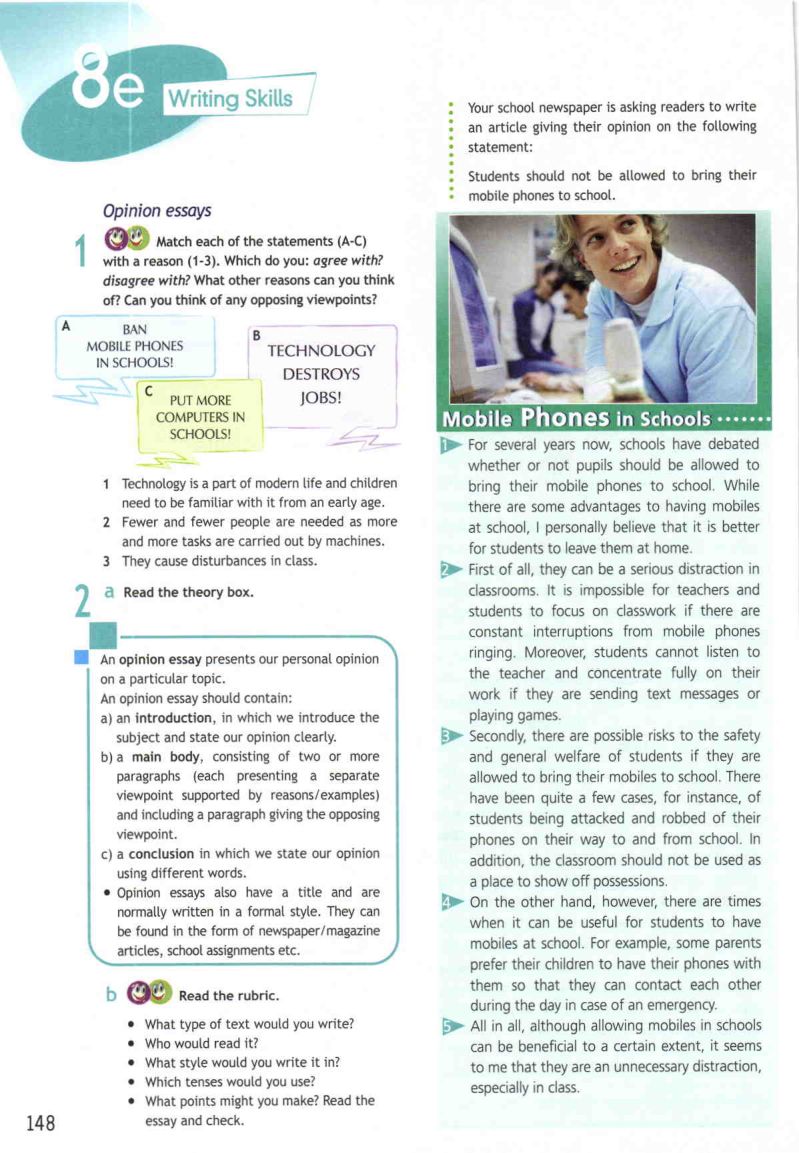 8e Writing Skills
Opinion essays
1 Match each of the statements (A-C)
with a reason (1-3). Which do you: agree with?
disagree with? What other reasons can you think
of? Can you think of any opposing viewpoints?
A BAN
MOBILE PHONES
IN SCHOOLS!
B
TECHNOLOGY
DESTROYS
JOBS!
C PUT MORE
COMPUTERS IN
SCHOOLS!
1 Technology is a part of modern life and children
need to be familiar with it from an early age.
2 Fewer and fewer people are needed as more
and more tasks are carried out by machines.
3 They cause disturbances in class.
2 a Read the theory box.
An opinion essay presents our personal opinion
on a particular topic.
An opinion essay should contain:
a) an introduction, in which we introduce the
subject and state our opinion clearly.
b) a main body, consisting of two or more
paragraphs (each presenting a separate
viewpoint supported by reasons/examples)
and including a paragraph giving the opposing
viewpoint.
c) a conclusion in which we state our opinion
using different words.
• Opinion essays also have a title and are
normally written in a formal style. They can
be found in the form of newspaper/magazine
articles, school assignments etc.
b Read the rubric.
• What type of text would you write?
• Who would read it?
• What style would you write it in?
• Which tenses would you use?
• What points might you make? Read the
essay and check.
148
Your school newspaper is asking readers to write
an article giving their opinion on the following
statement:
Students should not be allowed to bring their
mobile phones to school.
Mobile Phones in Schools
1 For several years now, schools have debated
whether or not pupils should be allowed to
bring their mobile phones to school. While
there are some advantages to having mobiles
at school, I personally believe that it is better
for students to leave them at home.
2 First of all, they can be a serious distraction in
classrooms. It is impossible for teachers and
students to focus on classwork if there are
constant interruptions from mobile phones
ringing. Moreover, students cannot listen to
the teacher and concentrate fully on their
work if they are sending text messages or
playing games.
3 Secondly, there are possible risks to the safety
and general welfare of students if they are
allowed to bring their mobiles to school. There
have been quite a few cases, for instance, of
students being attacked and robbed of their
phones on their way to and from school. In
addition, the classroom should not be used as
a place to show off possessions.
4 On the other hand, however, there are times
when it can be useful for students to have
mobiles at school. For example, some parents
prefer their children to have their phones with
them so that they can contact each other
during the day in case of an emergency.
5 All in all, although allowing mobiles in schools
can be beneficial to a certain extent, it seems
to me that they are an unnecessary distraction,
especially in class.